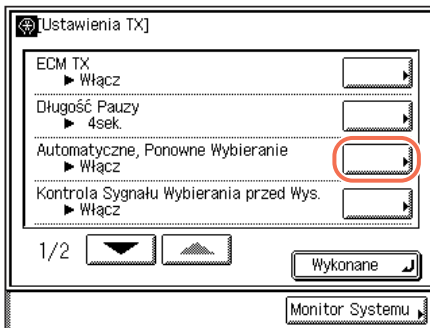 [Ustawienia TX]
ECM TX
► Włącz
Długość Pauzy
► 4sek.
Automatyczne, Ponowne Wybieranie
► Włącz
Kontrola Sygnału Wybierania przed Wys.
► Włącz
1/2
Wykonane
Monitor Systemu